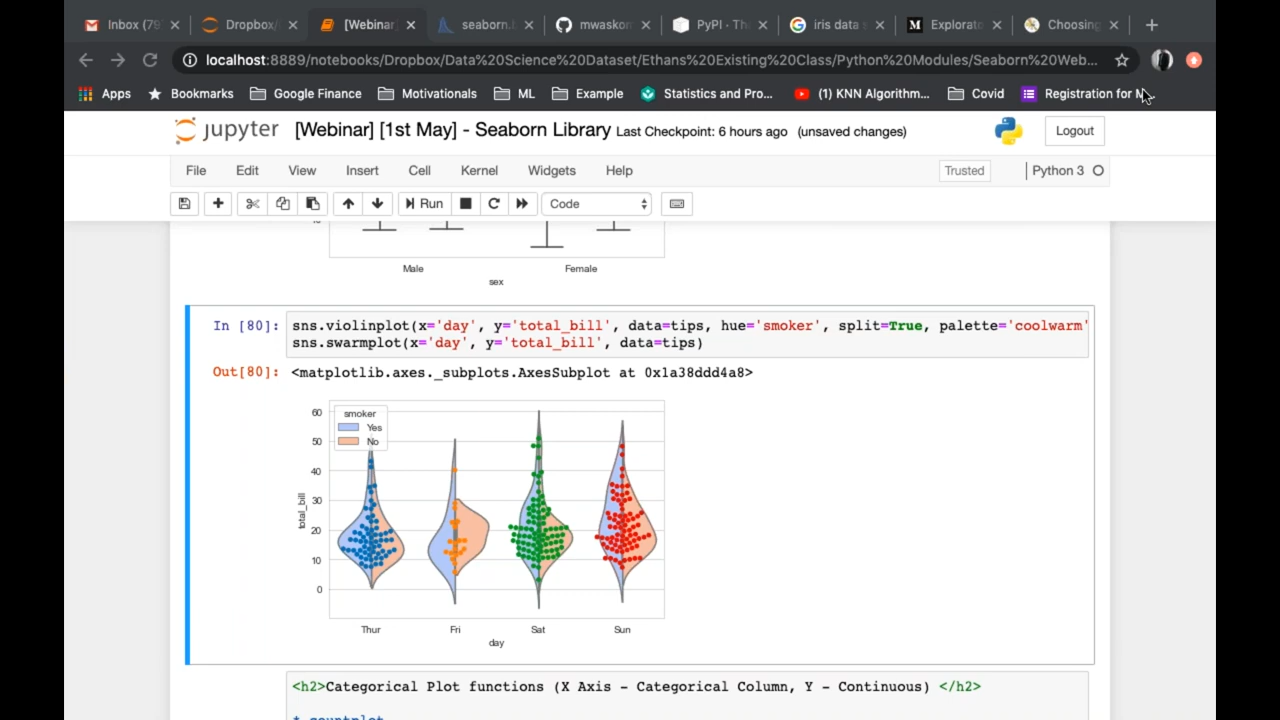 Inbox (79
Dropbox/
[Webinar
seaborn.
mwaskom
PyPI · Th
iris data s
Explorat
Choosing
localhost:8889/notebooks/Dropbox/Data%20Science%20Dataset/Ethans%20Existing%20Class/Python%20Modules/Seaborn%20Web...
Apps
Bookmarks
Google Finance
Motivationals
ML
Example
Statistics and Pro...
(1) KNN Algorithm...
Covid
Registration for
jupyter
[Webinar] [1st May] - Seaborn Library Last Checkpoint: 6 hours ago (unsaved changes)
Logout
File Edit View Insert Cell Kernel Widgets Help
Trusted
Python 3
Run
Code
Male Female
sex
In [80]: sns.violinplot(x='day', y='total_bill', data=tips, hue='smoker', split=True, palette='coolwarm'
sns.swarmplot(x='day', y='total_bill', data=tips)
Out[80]: <matplotlib.axes._subplots.AxesSubplot at 0x1a38ddd4a8>
smoker
Yes
No
60
50
40
30
20
10
0
total_bill
Thur Fri Sat Sun
day
<h2>Categorical Plot functions (X Axis - Categorical Column, Y - Continuous) </h2>
* countplot